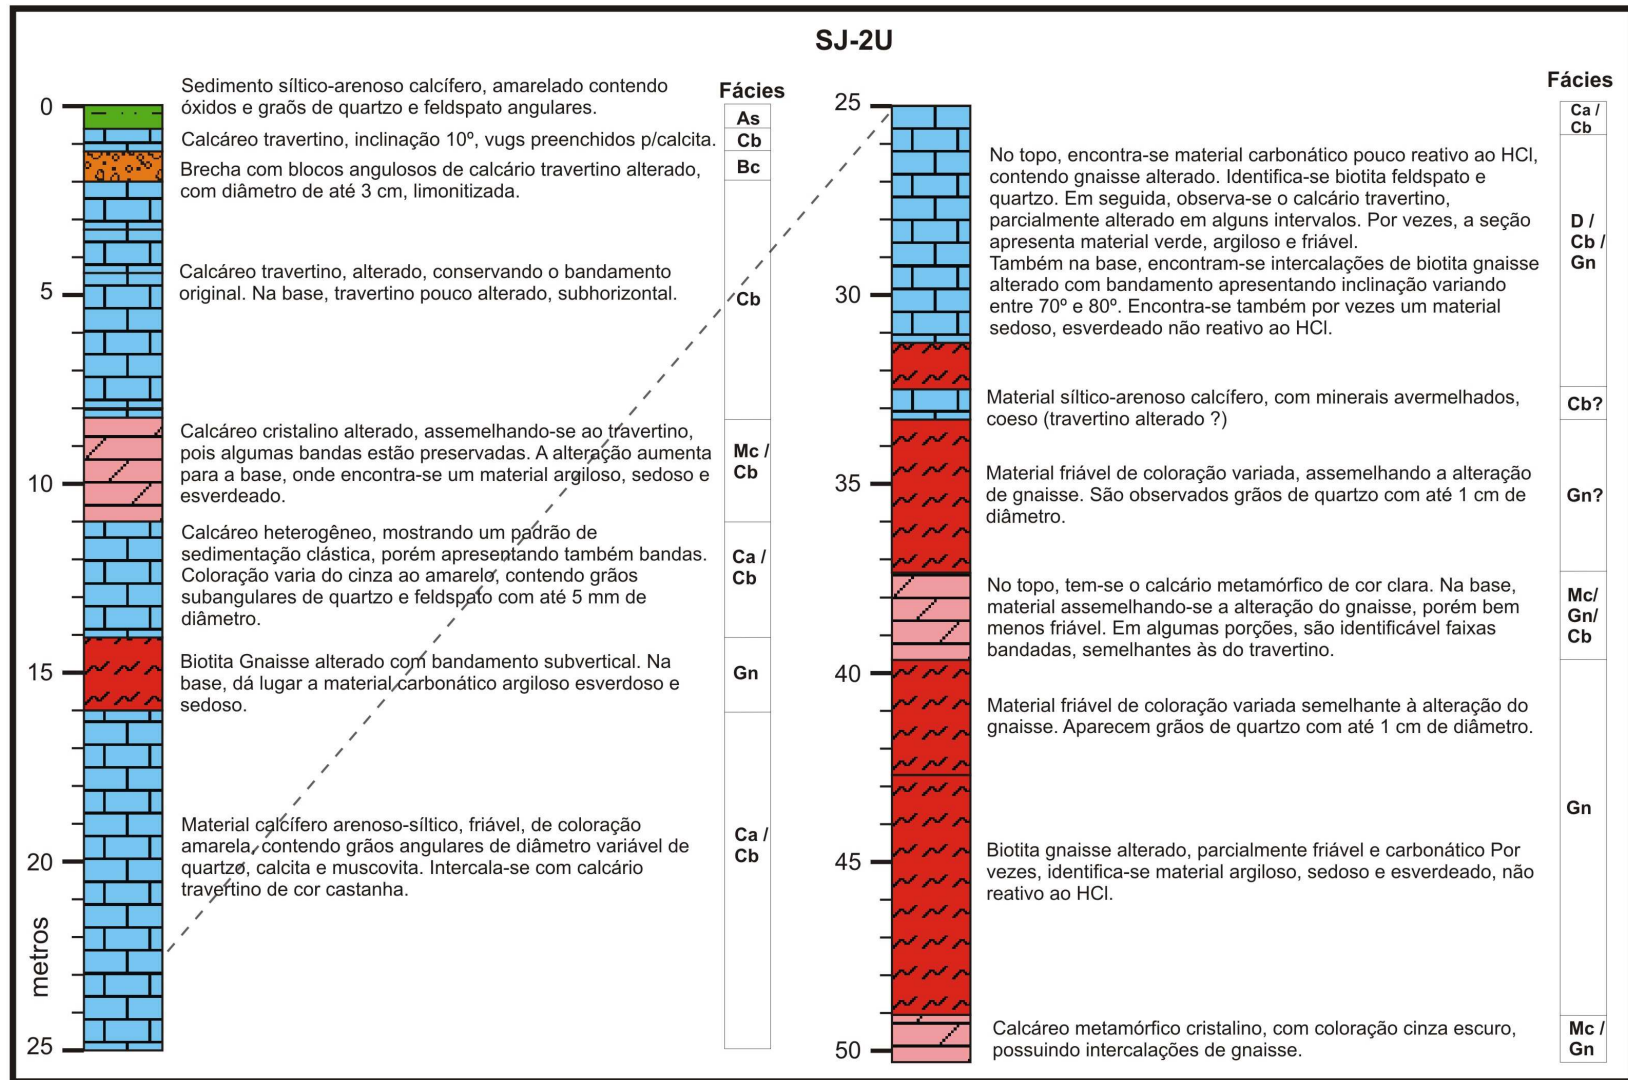 SJ-2U
Fácies
0
5
10
15
20
25
metros
Sedimento síltico-arenoso calcífero, amarelado contendo
óxidos e graõs de quartzo e feldspato angulares.
As
Calcáreo travertino, inclinação 10º, vugs preenchidos p/calcita.
Cb
Brecha com blocos angulosos de calcário travertino alterado,
com diâmetro de até 3 cm, limonitizada.
Bc
Calcáreo travertino, alterado, conservando o bandamento
original. Na base, travertino pouco alterado, subhorizontal.
Cb
Calcáreo cristalino alterado, assemelhando-se ao travertino,
pois algumas bandas estão preservadas. A alteração aumenta
para a base, onde encontra-se um material argiloso, sedoso e
esverdeado.
Mc /
Cb
Calcáreo heterogêneo, mostrando um padrão de
sedimentação clástica, porém apresentando também bandas.
Coloração varia do cinza ao amarelo, contendo grãos
subangulares de quartzo e feldspato com até 5 mm de
diâmetro.
Ca /
Cb
Biotita Gnaisse alterado com bandamento subvertical. Na
base, dá lugar a material carbonático argiloso esverdoso e
sedoso.
Gn
Material calcífero arenoso-síltico, friável, de coloração
amarela, contendo grãos angulares de diâmetro variável de
quartzo, calcita e muscovita. Intercala-se com calcário
travertino de cor castanha.
Ca /
Cb
Fácies
25
30
35
40
45
50
Ca /
Cb
No topo, encontra-se material carbonático pouco reativo ao HCl,
contendo gnaisse alterado. Identifica-se biotita feldspato e
quartzo. Em seguida, observa-se o calcário travertino,
parcialmente alterado em alguns intervalos. Por vezes, a seção
apresenta material verde, argiloso e friável.
Também na base, encontram-se intercalações de biotita gnaisse
alterado com bandamento apresentando inclinação variando
entre 70º e 80º. Encontra-se também por vezes um material
sedoso, esverdeado não reativo ao HCl.
D /
Cb /
Gn
Material síltico-arenoso calcífero, com minerais avermelhados,
coeso (travertino alterado ?)
Cb?
Material friável de coloração variada, assemelhando a alteração
de gnaisse. São observados grãos de quartzo com até 1 cm de
diâmetro.
Gn?
No topo, tem-se o calcário metamórfico de cor clara. Na base,
material assemelhando-se a alteração do gnaisse, porém bem
menos friável. Em algumas porções, são identificável faixas
bandadas, semelhantes às do travertino.
Mc/
Gn/
Cb
Material friável de coloração variada semelhante à alteração do
gnaisse. Aparecem grãos de quartzo com até 1 cm de diâmetro.
Gn
Biotita gnaisse alterado, parcialmente friável e carbonático Por
vezes, identifica-se material argiloso, sedoso e esverdeado, não
reativo ao HCl.
Calcáreo metamórfico cristalino, com coloração cinza escuro,
possuindo intercalações de gnaisse.
Mc /
Gn